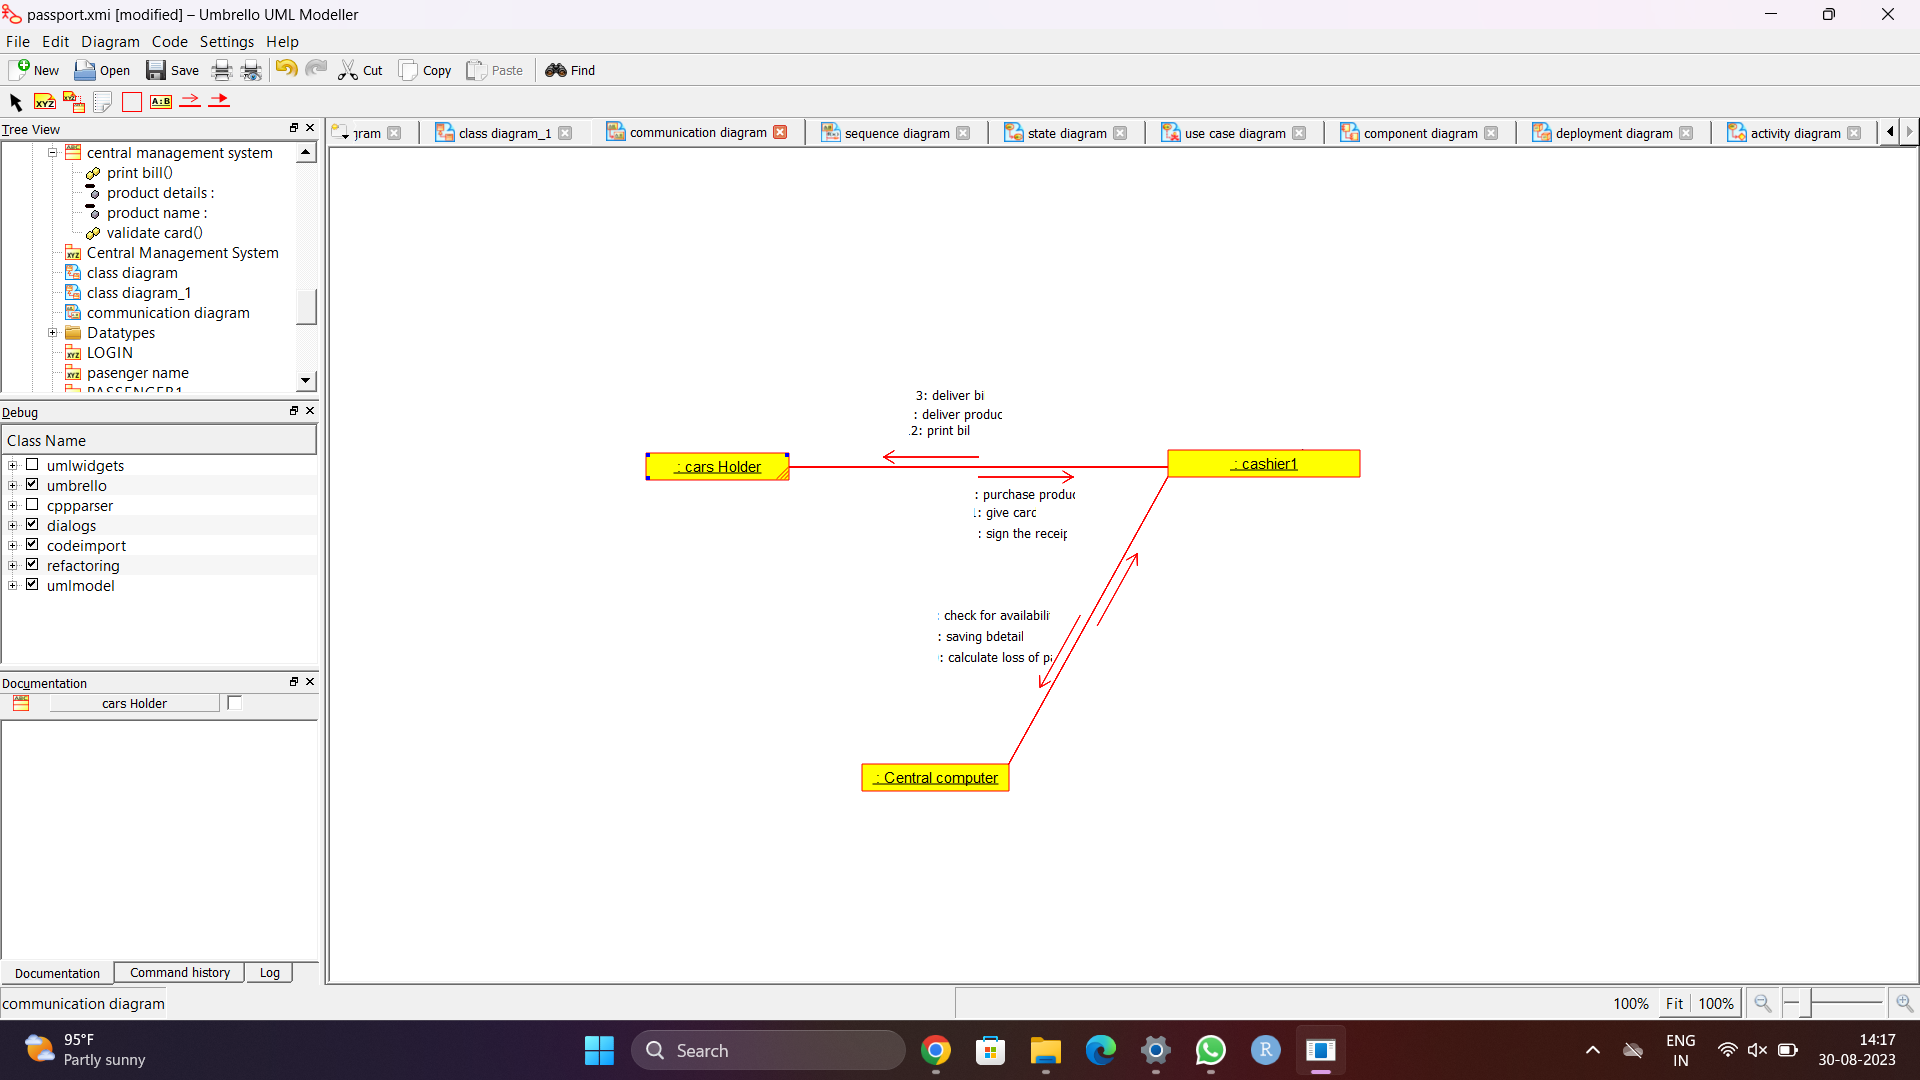 passport.xmi [modified] – Umbrello UML Modeller
File Edit Diagram Code Settings Help
New Open Save Cut Copy Paste Find
XYZ XYZ A:B
Tree View
gram class diagram_1 communication diagram sequence diagram state diagram use case diagram component diagram deployment diagram activity diagram
central management system
print bill()
product details :
product name :
validate card()
Central Management System
class diagram
class diagram_1
communication diagram
Datatypes
LOGIN
pasenger name
PASSENGER1
Debug
Class Name
umlwidgets
umbrello
cppparser
dialogs
codeimport
refactoring
umlmodel
Documentation
cars Holder
Documentation Command history Log
3: deliver bi
: deliver produc
.2: print bil
: cars Holder
: cashier1
: purchase produc
1: give card
: sign the receip
: check for availabili
: saving bdetail
: calculate loss of pa
: Central computer
communication diagram
100% Fit 100%
95°F
Partly sunny
Search
R
ENG
IN
14:17
30-08-2023